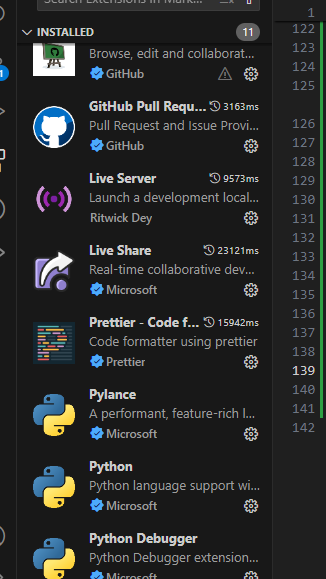 Search Extensions in Mark...
INSTALLED 11
Browse, edit and collaborat...
GitHub
GitHub Pull Requ... 3163ms
Pull Request and Issue Provi...
GitHub
Live Server 9573ms
Launch a development local...
Ritwick Dey
Live Share 23121ms
Real-time collaborative dev...
Microsoft
Prettier - Code f... 15942ms
Code formatter using prettier
Prettier
Pylance
A performant, feature-rich l...
Microsoft
Python
Python language support wi...
Microsoft
Python Debugger
Python Debugger extension...
1
122
123
124
125
126
127
128
129
130
131
132
133
134
135
136
137
138
139
140
141
142